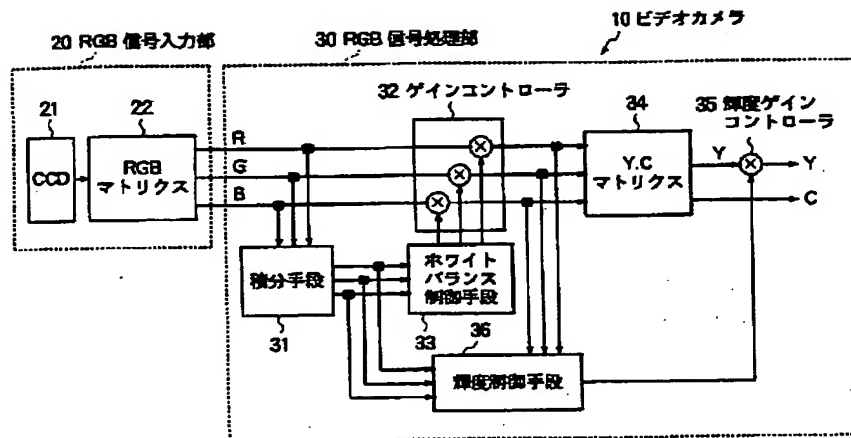 20 RGB 信号入力部
30 RGB 信号処理部
10 ビデオカメラ
21
CCD
22
RGB
マトリクス
R
G
B
32 ゲインコントローラ
34
Y.C
マトリクス
35 輝度ゲイン
コントローラ
Y
Y
C
積分手段
31
ホワイト
バランス
制御手段
33
36
輝度制御手段